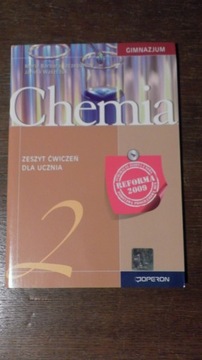 GIMNAZJUM
Chemia
ZESZYT ĆWICZEŃ
DLA UCZNIA
REFORMA
2009
2
OPERON